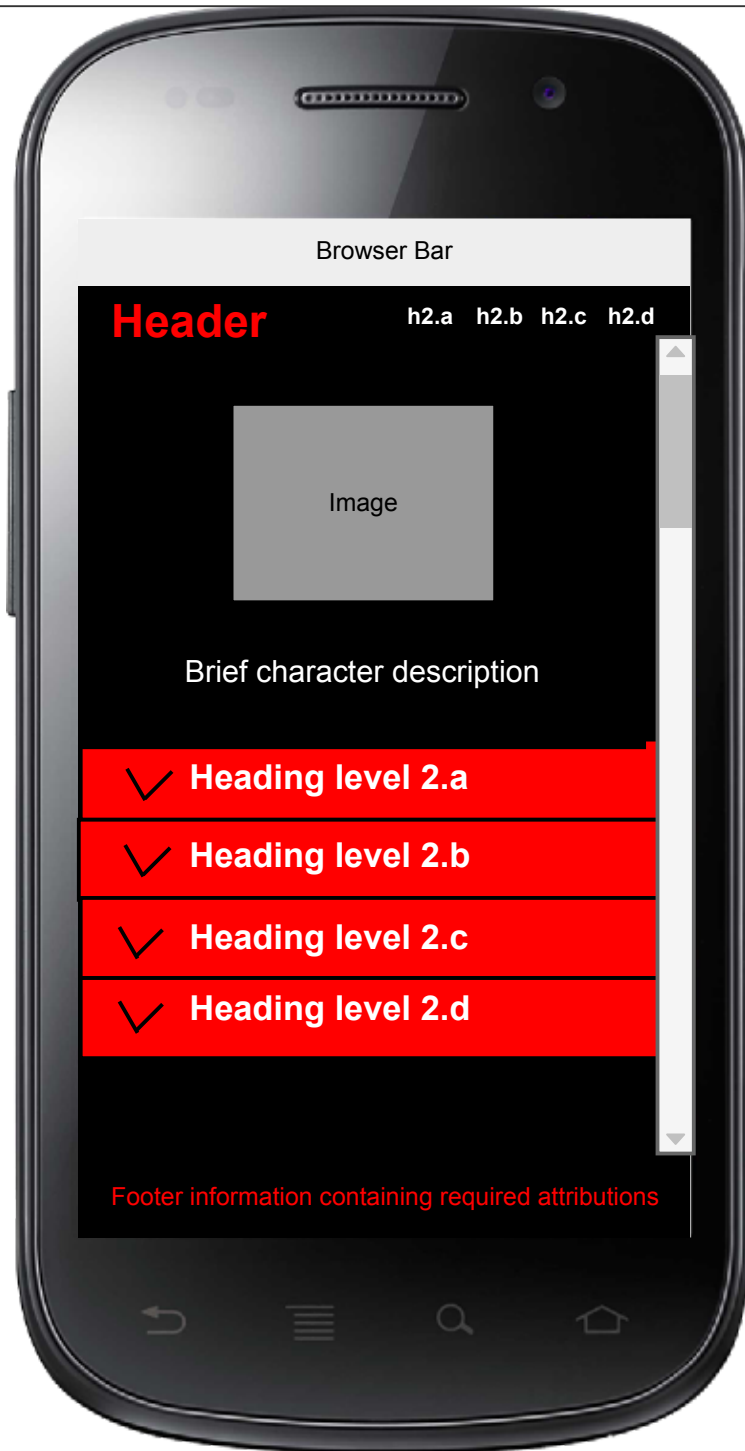 Browser Bar
Header h2.a h2.b h2.c h2.d
Image
Brief character description
Heading level 2.a
Heading level 2.b
Heading level 2.c
Heading level 2.d
Footer information containing required attributions